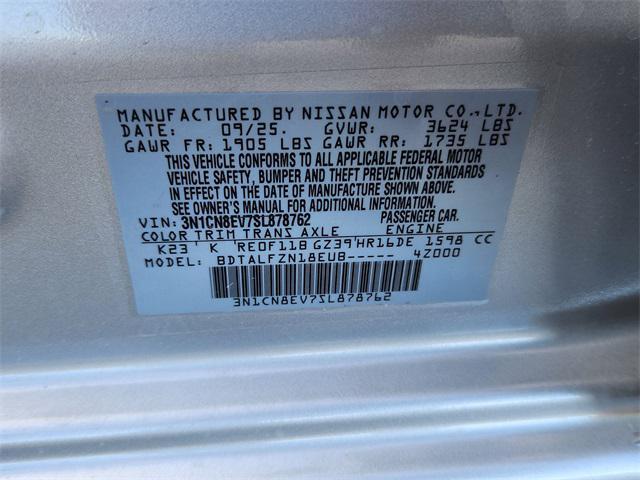 MANUFACTURED BY NISSAN MOTOR CO., LTD.
DATE: 09/25. GVWR: 3624 LBS
GAWR FR: 1905 LBS GAWR RR: 1735 LBS
THIS VEHICLE CONFORMS TO ALL APPLICABLE FEDERAL MOTOR
VEHICLE SAFETY, BUMPER AND THEFT PREVENTION STANDARDS
IN EFFECT ON THE DATE OF MANUFACTURE SHOWN ABOVE.
SEE OWNER'S MANUAL FOR ADDITIONAL INFORMATION.
VIN: 3N1CN8EV7SL878762 PASSENGER CAR.
COLOR TRIM TRANS AXLE ENGINE
K23' K 'RE0F11B GZ39'HR16DE 1598 CC
MODEL: BDTALFZN18EUB----- 4Z000
3N1CN8EV7SL878762